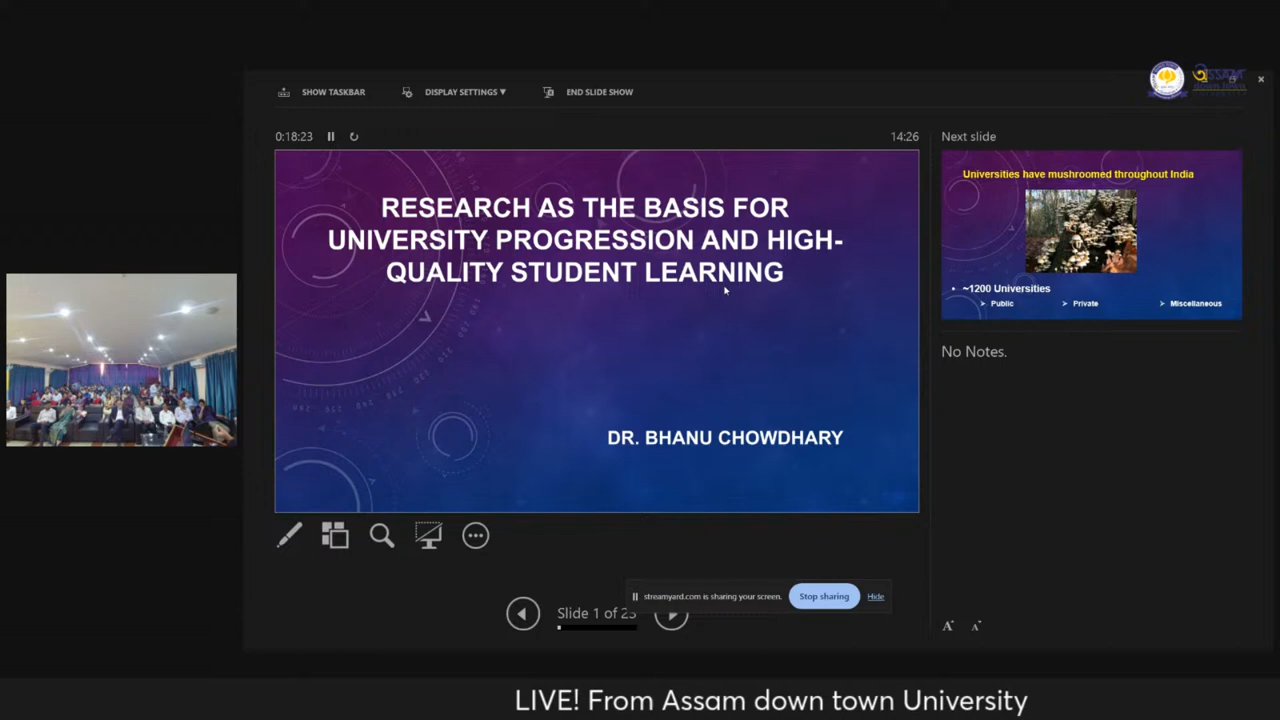 ASSAM
down town
SHOW TASKBAR
DISPLAY SETTINGS ▼
END SLIDE SHOW
0:18:23
14:26
Next slide
RESEARCH AS THE BASIS FOR
UNIVERSITY PROGRESSION AND HIGH-
QUALITY STUDENT LEARNING
DR. BHANU CHOWDHARY
Universities have mushroomed throughout India
• ~1200 Universities
➢ Public ➢ Private ➢ Miscellaneous
No Notes.
streamyard.com is sharing your screen.
Stop sharing
Hide
Slide 1 of 23
A A
LIVE! From Assam down town University